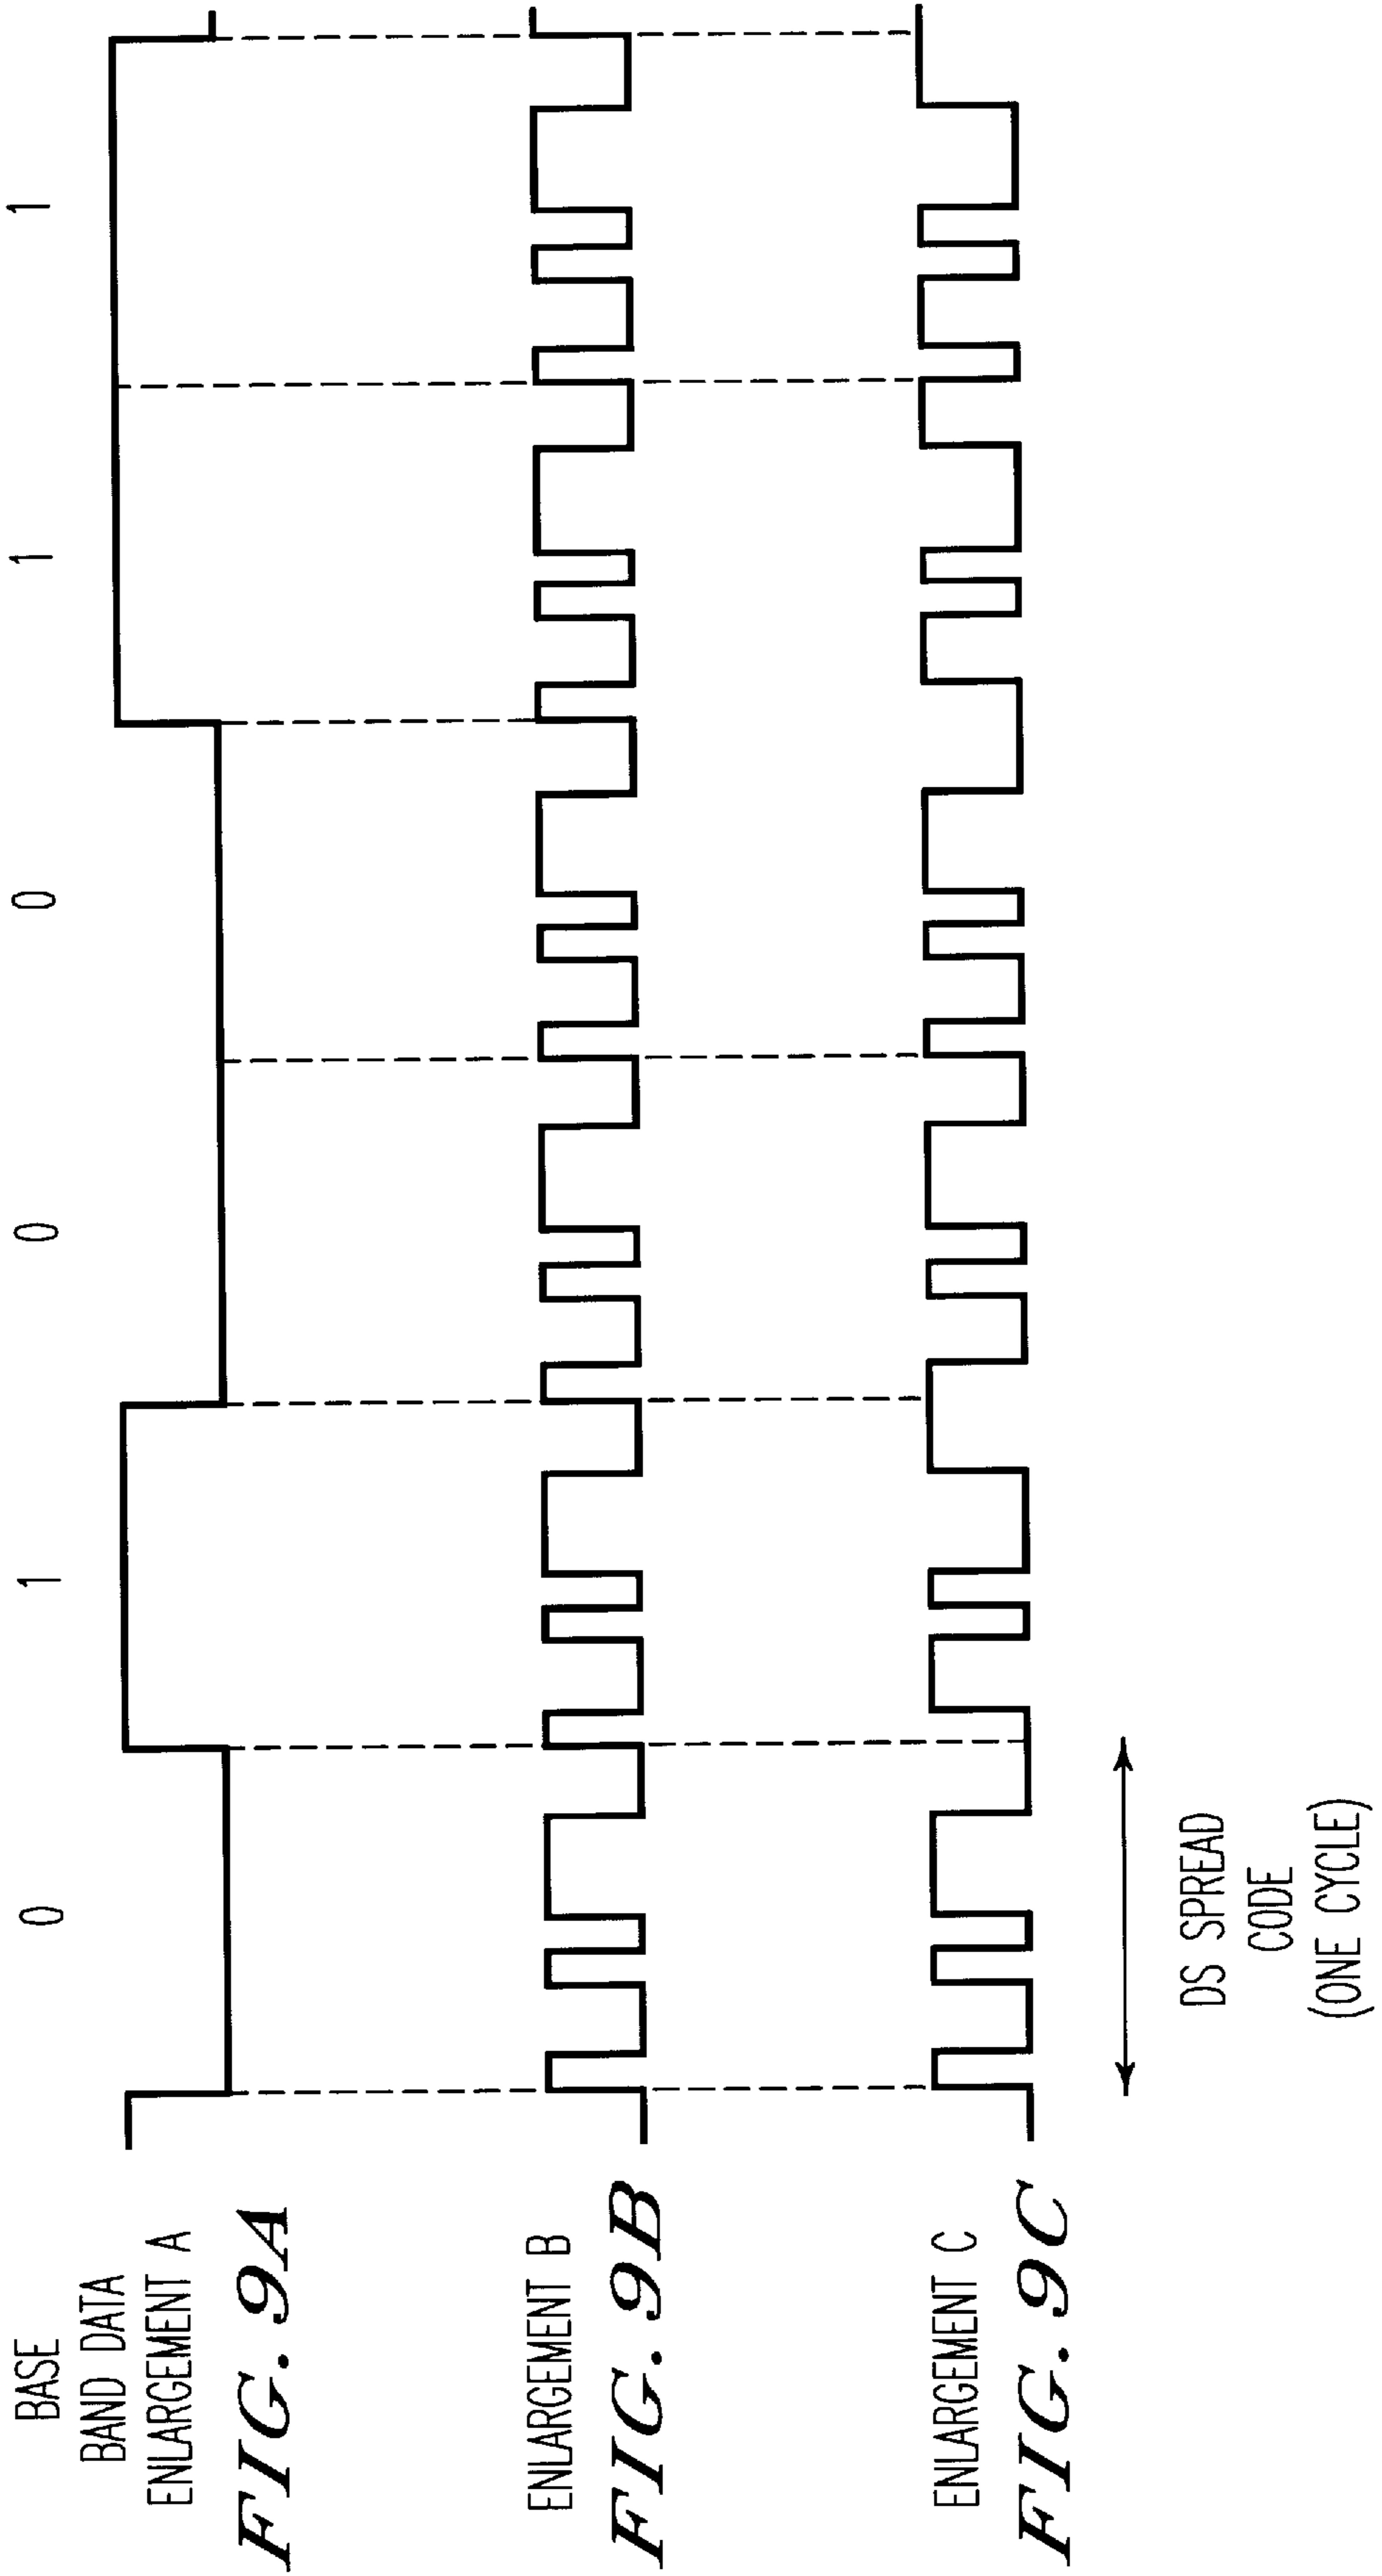 0 1 0 0 1 1
BASE
BAND DATA
ENLARGEMENT A
FIG. 9A
ENLARGEMENT B
FIG. 9B
ENLARGEMENT C
FIG. 9C
DS SPREAD
CODE
(ONE CYCLE)